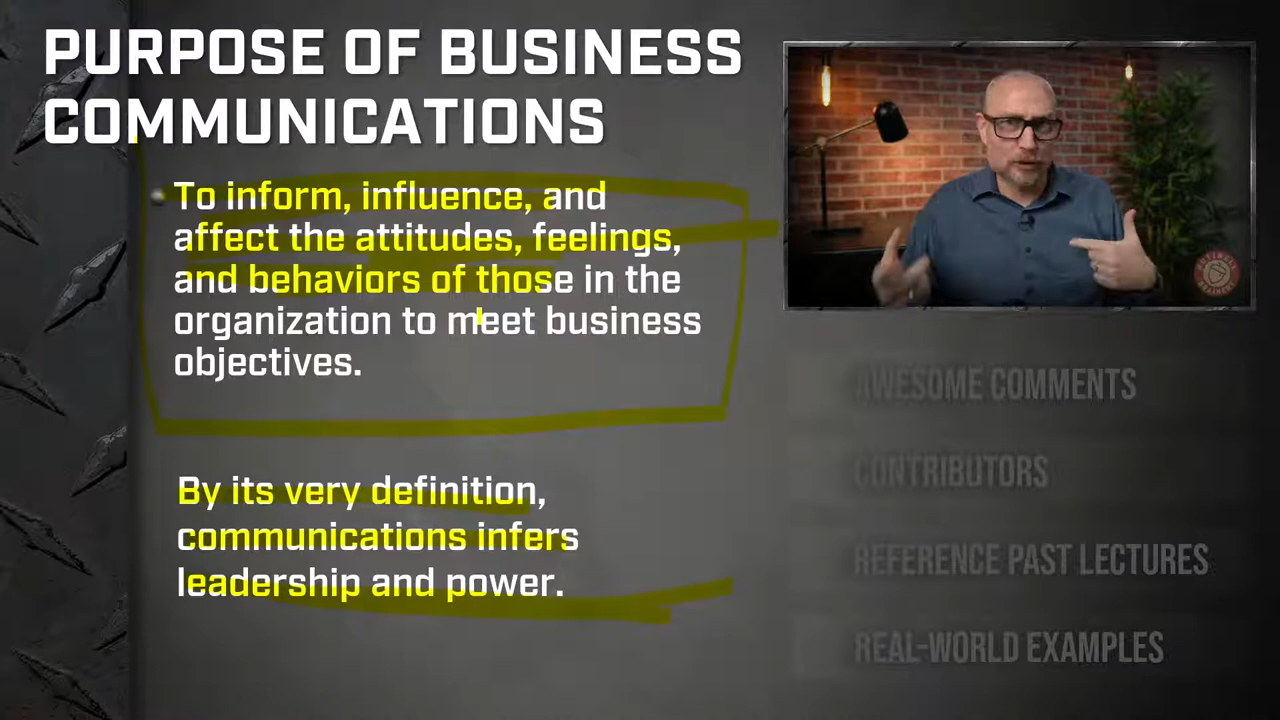 PURPOSE OF BUSINESS
COMMUNICATIONS
To inform, influence, and
affect the attitudes, feelings,
and behaviors of those in the
organization to meet business
objectives.
By its very definition,
communications infers
leadership and power.
AWESOME COMMENTS
CONTRIBUTORS
REFERENCE PAST LECTURES
REAL-WORLD EXAMPLES